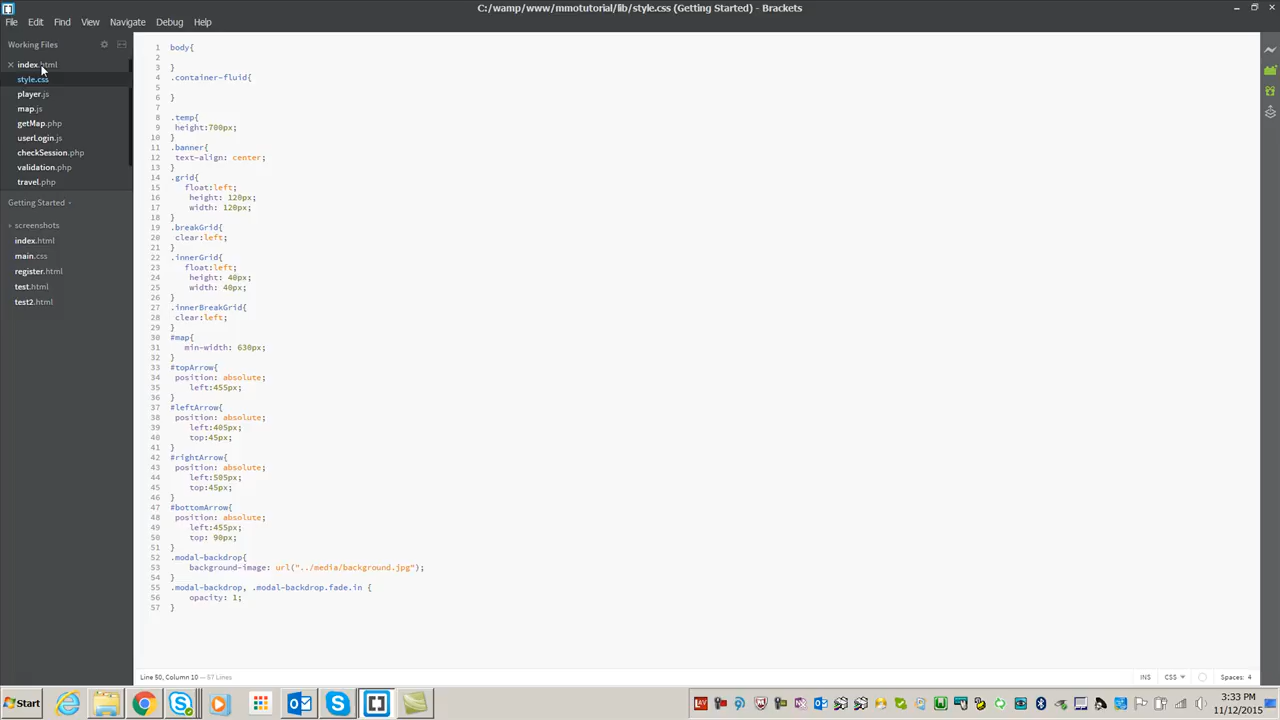 C:/wamp/www/mmotutorial/lib/style.css (Getting Started) - Brackets
File Edit Find View Navigate Debug Help
Working Files
index.html
style.css
player.js
map.js
getMap.php
userLogin.js
checkSession.php
validation.php
travel.php
Getting Started
screenshots
index.html
main.css
register.html
test.html
test2.html
1 body{
2
3 }
4 .container-fluid{
5
6 }
7
8 .temp{
9 height:700px;
10 }
11 .banner{
12 text-align: center;
13 }
14 .grid{
15 float:left;
16 height: 120px;
17 width: 120px;
18 }
19 .breakGrid{
20 clear:left;
21 }
22 .innerGrid{
23 float:left;
24 height: 40px;
25 width: 40px;
26 }
27 .innerBreakGrid{
28 clear:left;
29 }
30 #map{
31 min-width: 630px;
32 }
33 #topArrow{
34 position: absolute;
35 left:455px;
36 }
37 #leftArrow{
38 position: absolute;
39 left:405px;
40 top:45px;
41 }
42 #rightArrow{
43 position: absolute;
44 left:505px;
45 top:45px;
46 }
47 #bottomArrow{
48 position: absolute;
49 left:455px;
50 top: 90px;
51 }
52 .modal-backdrop{
53 background-image: url("../media/background.jpg");
54 }
55 .modal-backdrop, .modal-backdrop.fade.in {
56 opacity: 1;
57 }
Line 50, Column 10 — 57 Lines
INS CSS Spaces: 4
Start
3:33 PM
11/12/2015